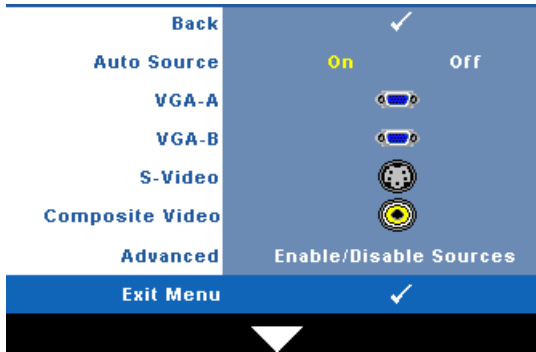 Back
Auto Source On Off
VGA-A
VGA-B
S-Video
Composite Video
Advanced Enable/Disable Sources
Exit Menu